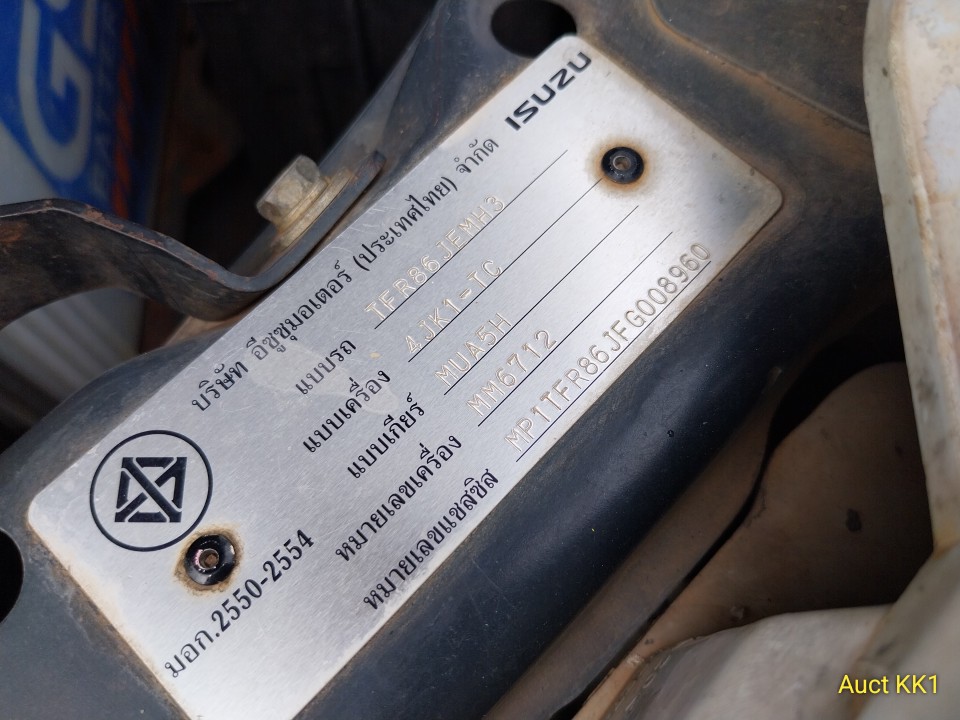 ISUZU
บริษัท อีซูซุมอเตอร์ (ประเทศไทย) จำกัด
แบบรถ TFR86JEMH3
แบบเครื่อง 4JK1-TC
แบบเกียร์ MUA5H
หมายเลขเครื่อง MM6712
หมายเลขแชสซิส MP1TFR86JFG008960
มอก.2550-2554
GS
Auct KK1